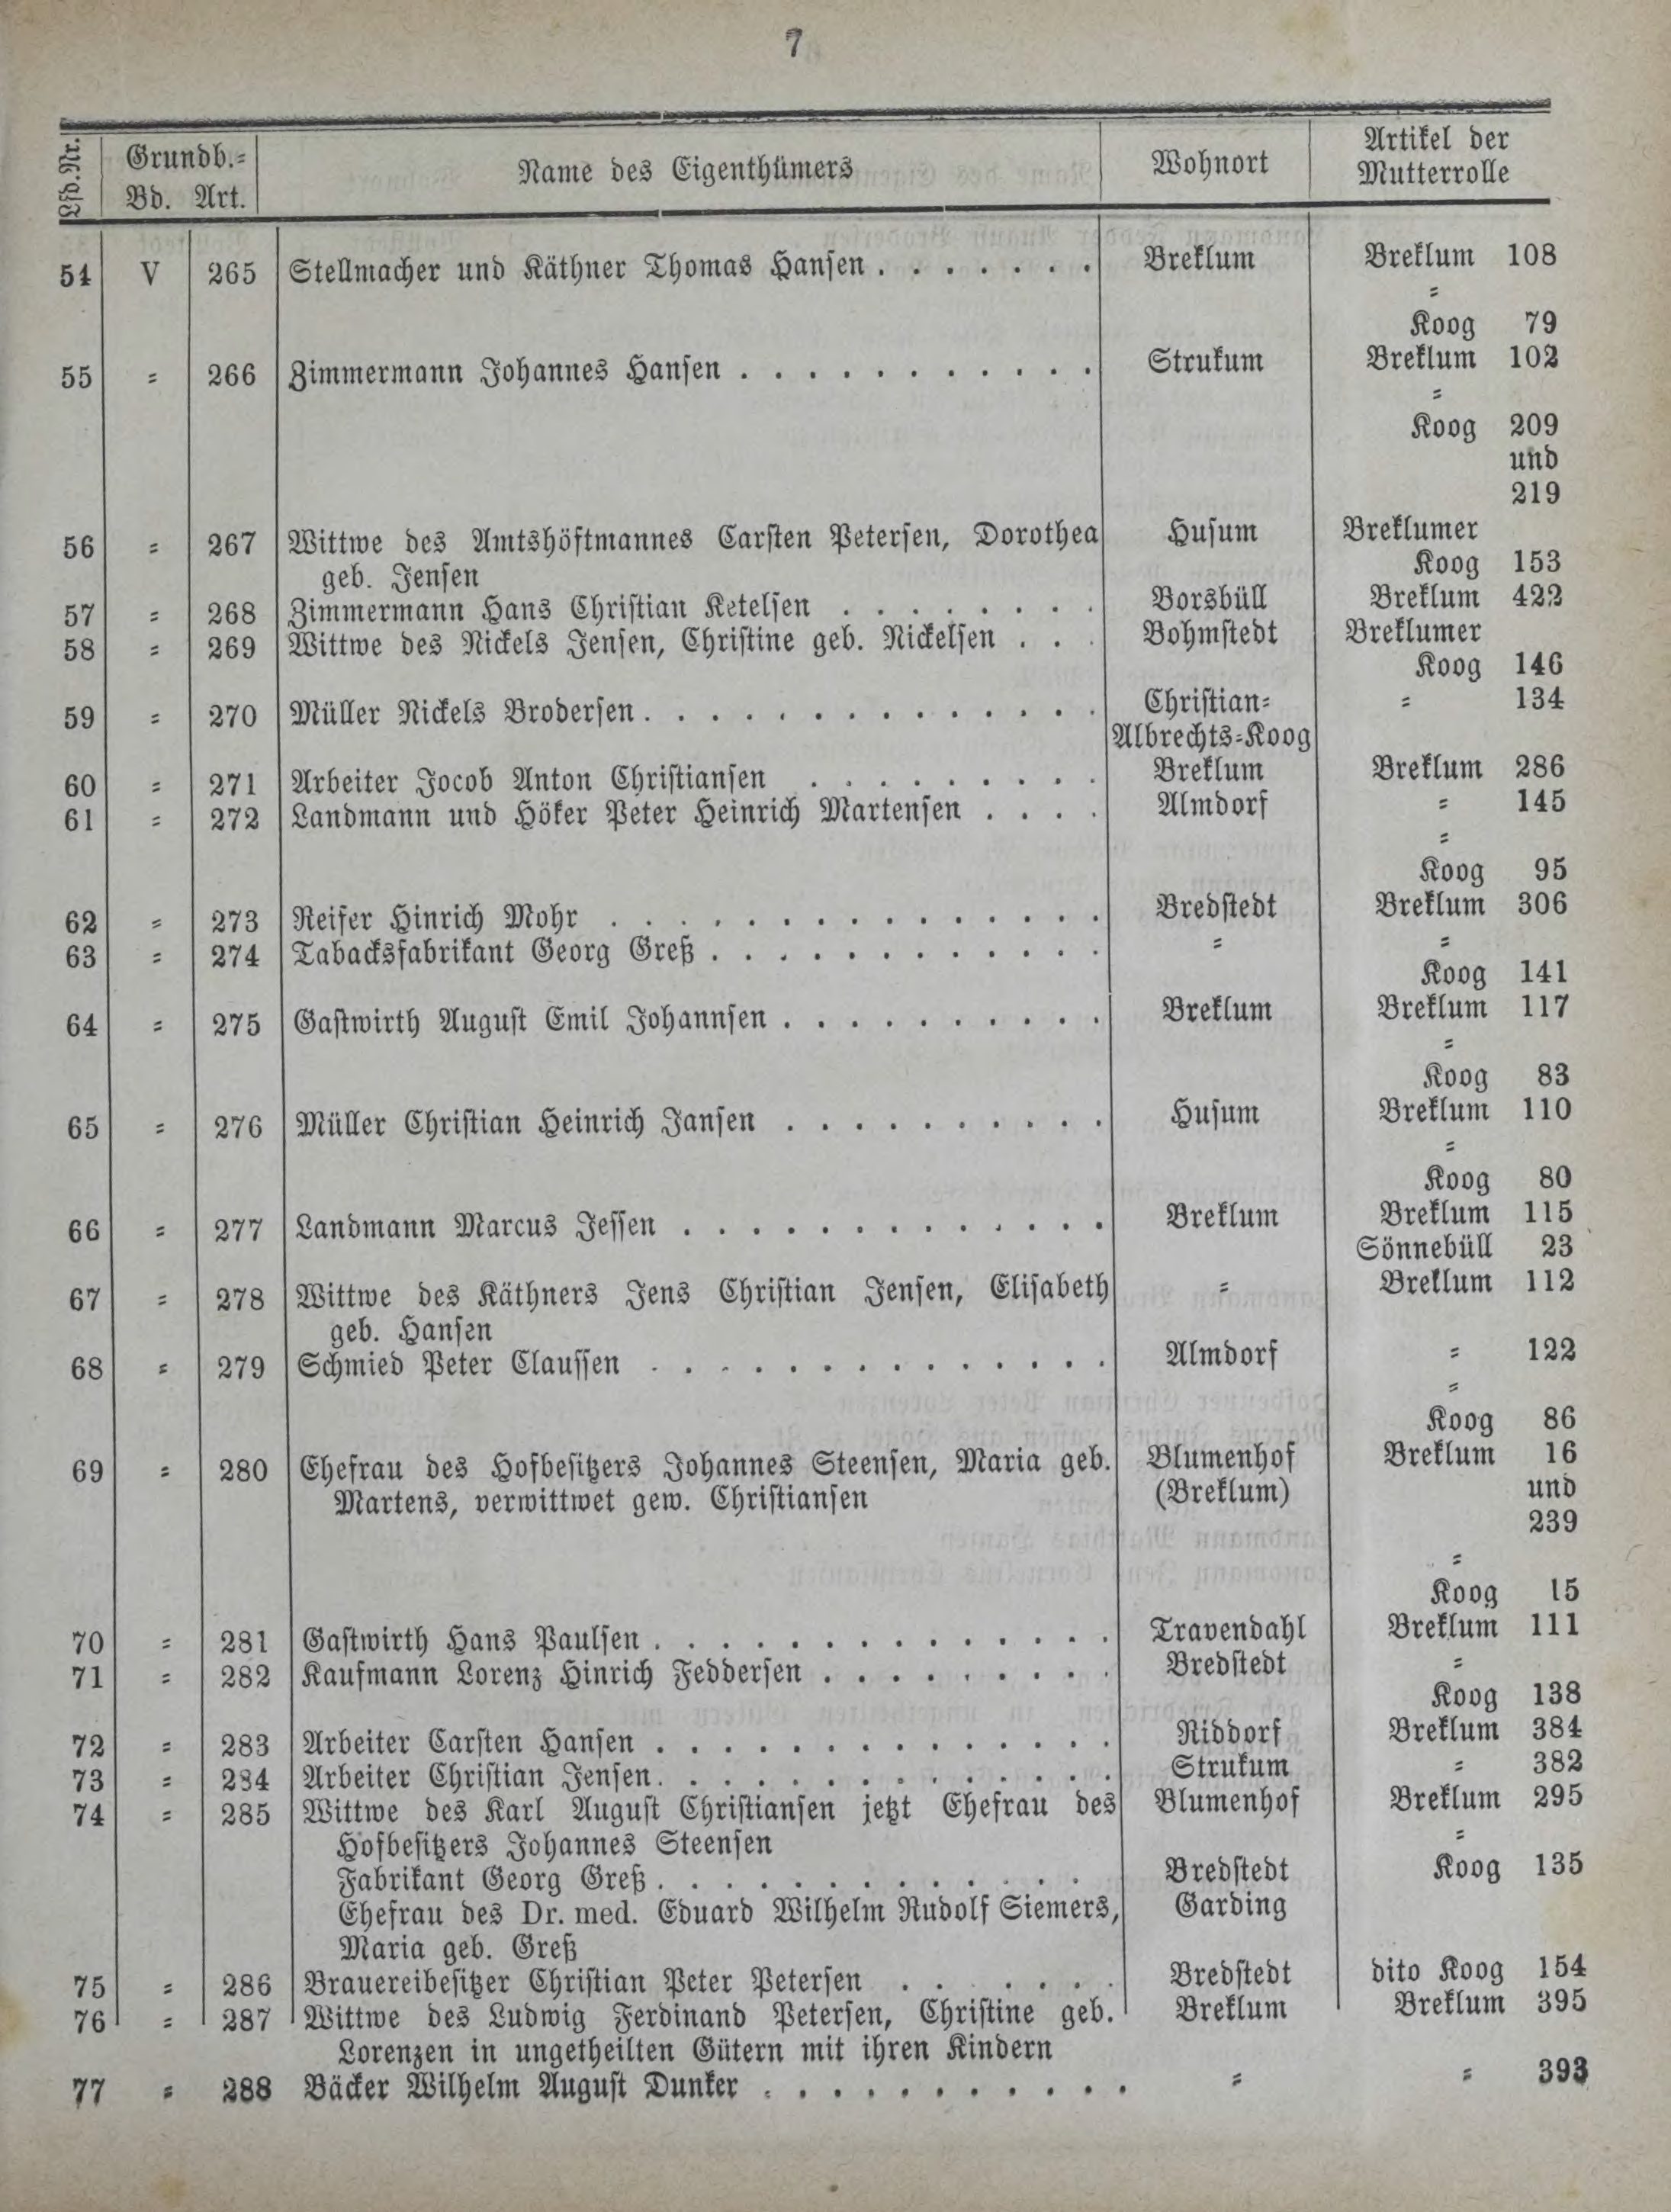 7
Lfd. Nr. Grundb.= Bd. Art. Name des Eigenthümers Wohnort Artikel der Mutterrolle
54 V 265 Stellmacher und Käthner Thomas Hansen . . . . . . . Breklum Breklum 108
=
Koog 79
55 = 266 Zimmermann Johannes Hansen . . . . . . . . . . . Strukum Breklum 102
=
Koog 209
und
219
56 = 267 Wittwe des Amtshöftmannes Carsten Petersen, Dorothea Husum Breklumer
geb. Jensen Koog 153
57 = 268 Zimmermann Hans Christian Ketelsen . . . . . . . . Borsbüll Breklum 422
58 = 269 Wittwe des Nickels Jensen, Christine geb. Nickelsen . . . Bohmstedt Breklumer
Koog 146
59 = 270 Müller Nickels Brodersen . . . . . . . . . . . . . . Christian= = 134
Albrechts=Koog
60 = 271 Arbeiter Jocob Anton Christiansen . . . . . . . . . Breklum Breklum 286
61 = 272 Landmann und Höker Peter Heinrich Martensen . . . . Almdorf = 145
=
Koog 95
62 = 273 Reifer Hinrich Mohr . . . . . . . . . . . . . . . Bredstedt Breklum 306
63 = 274 Tabacksfabrikant Georg Greß . . . . . . . . . . . . = =
Koog 141
64 = 275 Gastwirth August Emil Johannsen . . . . . . . . . . Breklum Breklum 117
=
Koog 83
65 = 276 Müller Christian Heinrich Jansen . . . . . . . . . . Husum Breklum 110
=
Koog 80
66 = 277 Landmann Marcus Jessen . . . . . . . . . . . . . Breklum Breklum 115
Sönnebüll 23
67 = 278 Wittwe des Käthners Jens Christian Jensen, Elisabeth = Breklum 112
geb. Hansen
68 = 279 Schmied Peter Claussen . . . . . . . . . . . . . . Almdorf = 122
=
Koog 86
69 = 280 Ehefrau des Hofbesitzers Johannes Steensen, Maria geb. Blumenhof Breklum 16
Martens, verwittwet gew. Christiansen (Breklum) und
239
=
Koog 15
70 = 281 Gastwirth Hans Paulsen . . . . . . . . . . . . . . Travendahl Breklum 111
71 = 282 Kaufmann Lorenz Hinrich Feddersen . . . . . . . . . Bredstedt =
Koog 138
72 = 283 Arbeiter Carsten Hansen . . . . . . . . . . . . . . Riddorf Breklum 384
73 = 284 Arbeiter Christian Jensen . . . . . . . . . . . . . . Strukum = 382
74 = 285 Wittwe des Karl August Christiansen jetzt Ehefrau des Blumenhof Breklum 295
Hofbesitzers Johannes Steensen =
Fabrikant Georg Greß . . . . . . . . . . . . . Bredstedt Koog 135
Ehefrau des Dr. med. Eduard Wilhelm Rudolf Siemers, Garding
Maria geb. Greß
75 = 286 Brauereibesitzer Christian Peter Petersen . . . . . . . Bredstedt dito Koog 154
76 = 287 Wittwe des Ludwig Ferdinand Petersen, Christine geb. Breklum Breklum 395
Lorenzen in ungetheilten Gütern mit ihren Kindern
77 = 288 Bäcker Wilhelm August Dunker . . . . . . . . . . . = = 393